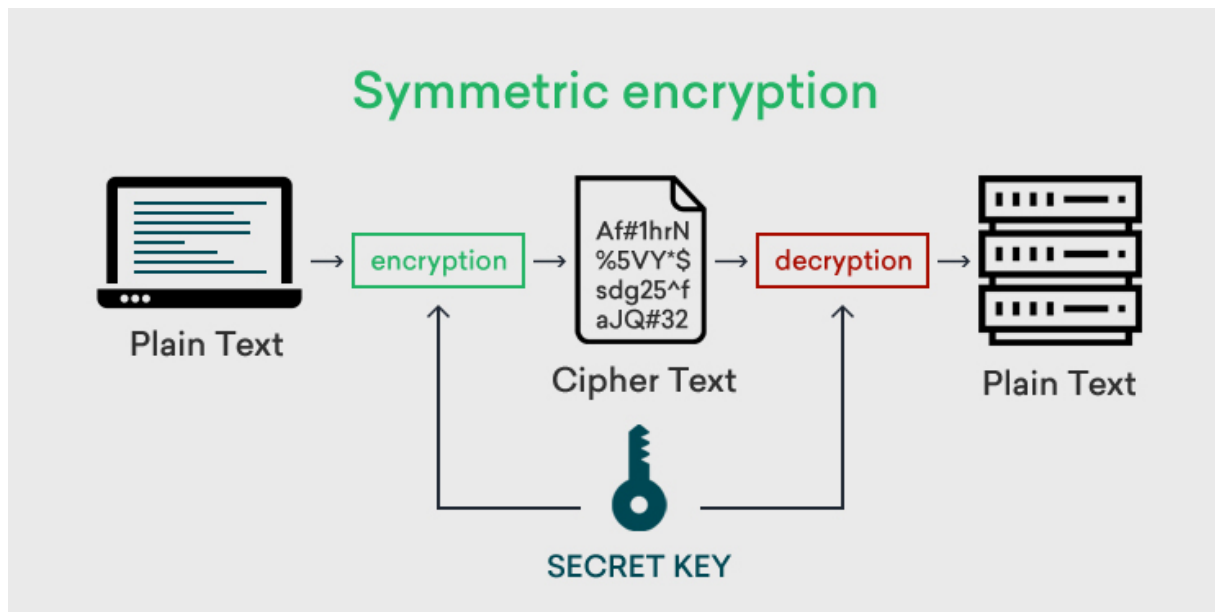 Symmetric encryption
encryption
Af#1hrN
%5VY*$
sdg25^f
aJQ#32
decryption
Plain Text
Cipher Text
Plain Text
SECRET KEY